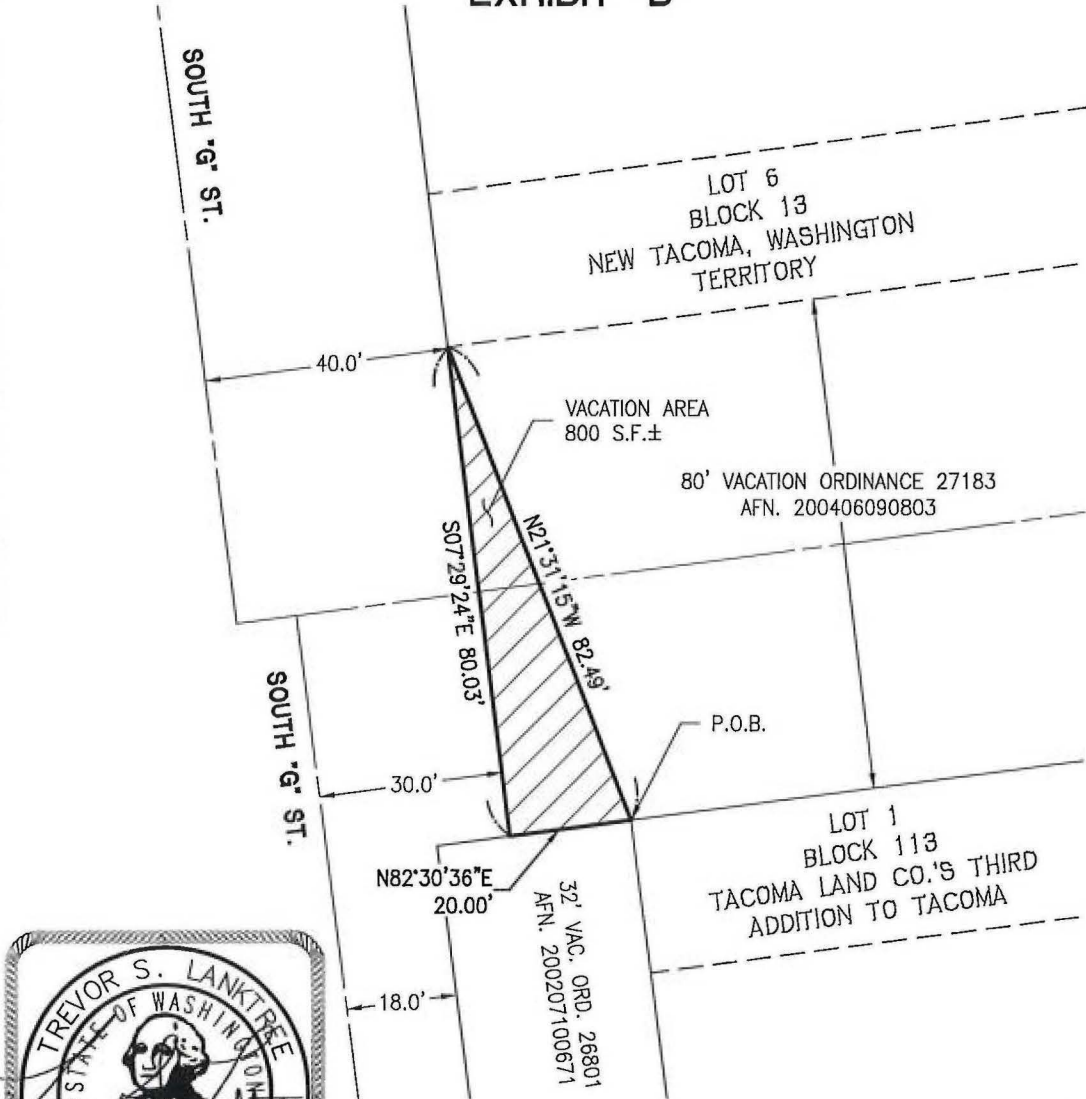 SOUTH "G" ST.
LOT 6
BLOCK 13
NEW TACOMA, WASHINGTON
TERRITORY
40.0'
VACATION AREA
800 S.F.±
80' VACATION ORDINANCE 27183
AFN. 200406090803
S07°29'24"E 80.03'
N21°31'15"W 82.49'
SOUTH "G" ST.
P.O.B.
30.0'
LOT 1
BLOCK 113
TACOMA LAND CO.'S THIRD
ADDITION TO TACOMA
N82°30'36"E
20.00'
32' VAC. ORD. 26801
AFN. 200207100671
18.0'
TREVOR S. LANKTREE
STATE OF WASHINGTON